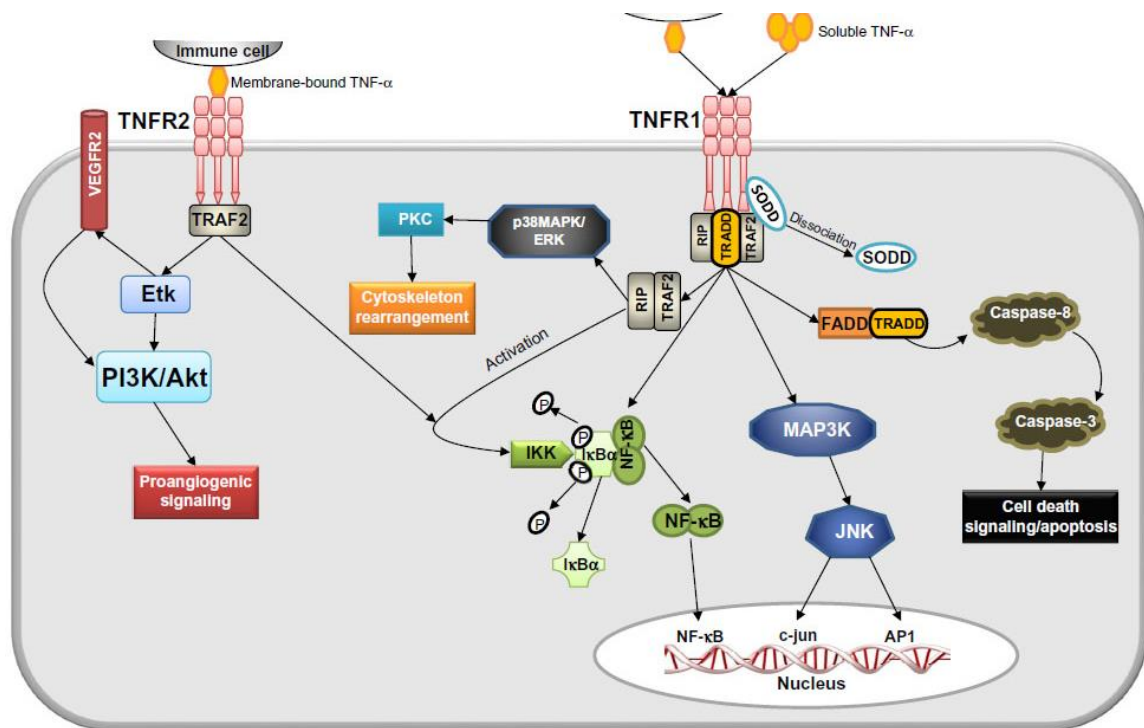 Immune cell
Membrane-bound TNF-α
Soluble TNF-α
TNFR2
TNFR1
VEGFR2
TRAF2
RIP
TRADD
TRAF2
SODD
Dissociation
SODD
PKC
p38MAPK/
ERK
Etk
Cytoskeleton
rearrangement
RIP
TRAF2
FADD
TRADD
Caspase-8
Activation
PI3K/Akt
MAP3K
Caspase-3
P
P
IKK
IκBα
NF-κB
P
P
Proangiogenic
signaling
NF-κB
JNK
Cell death
signaling/apoptosis
IκBα
NF-κB
c-jun
AP1
Nucleus